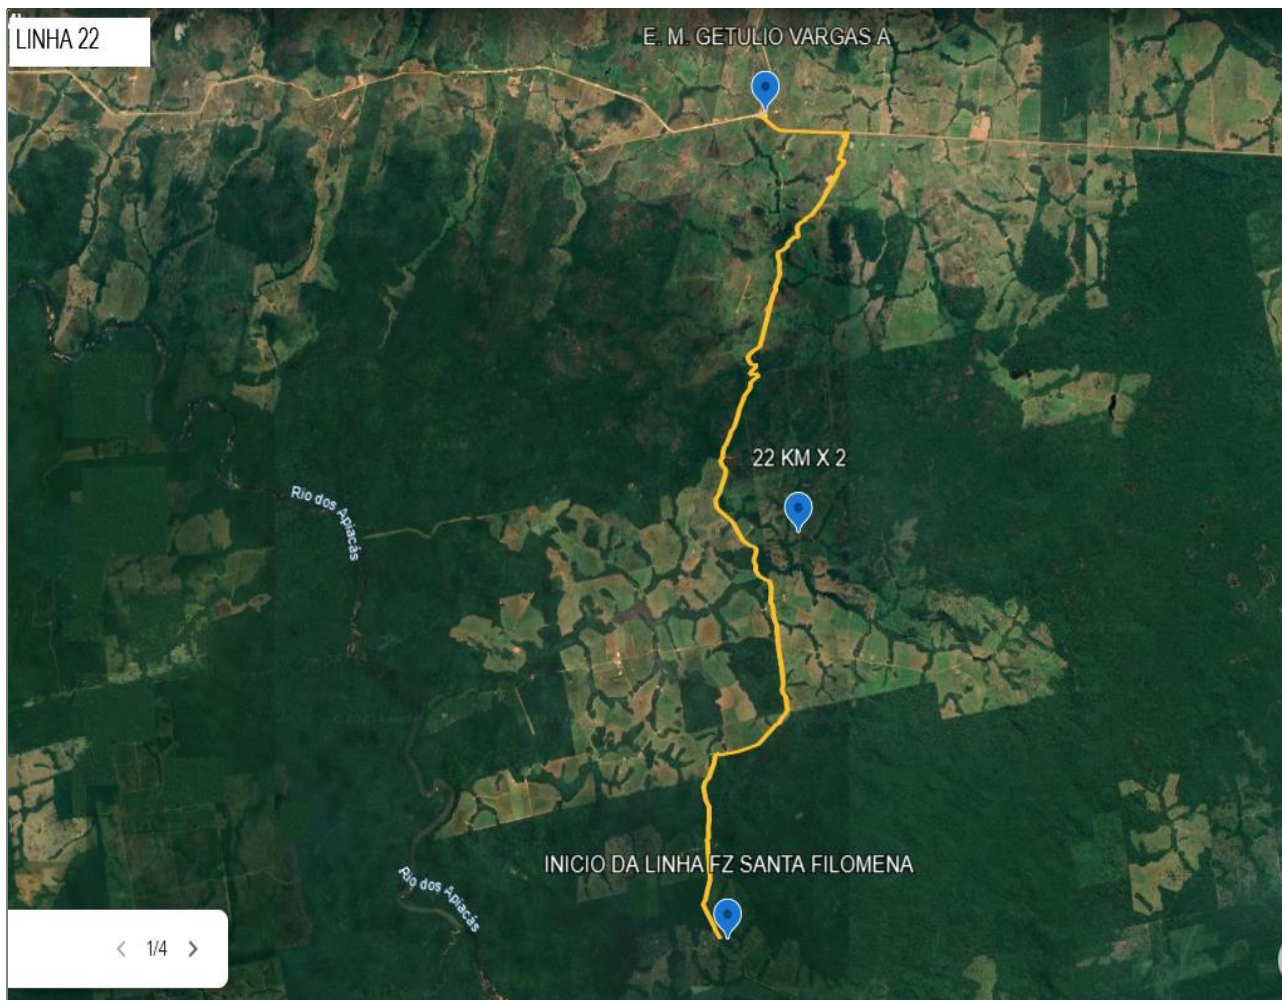 LINHA 22
E. M. GETULIO VARGAS A
22 KM X 2
Rio dos Apiacás
INICIO DA LINHA FZ SANTA FILOMENA
Rio dos Apiacás
1/4